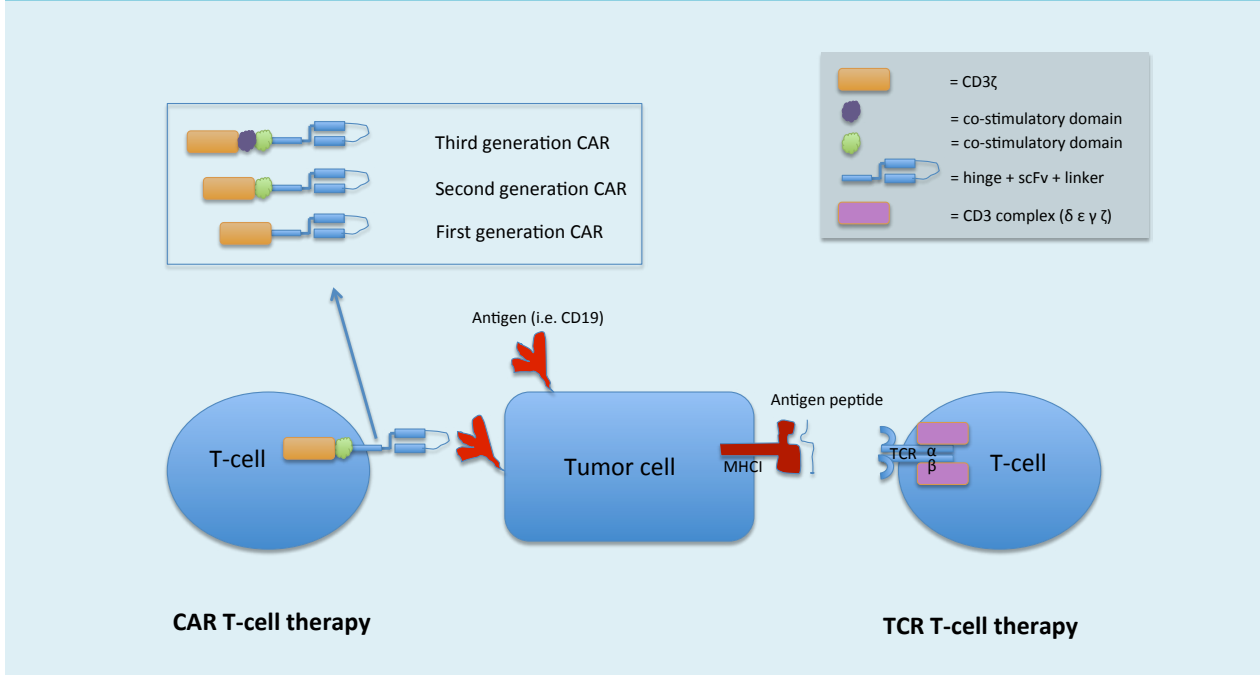 Third generation CAR
Second generation CAR
First generation CAR
= CD3ζ
= co-stimulatory domain
= co-stimulatory domain
= hinge + scFv + linker
= CD3 complex (δ ε γ ζ)
Antigen (i.e. CD19)
T-cell
Tumor cell
MHCI
Antigen peptide
TCR
α
β
T-cell
CAR T-cell therapy
TCR T-cell therapy